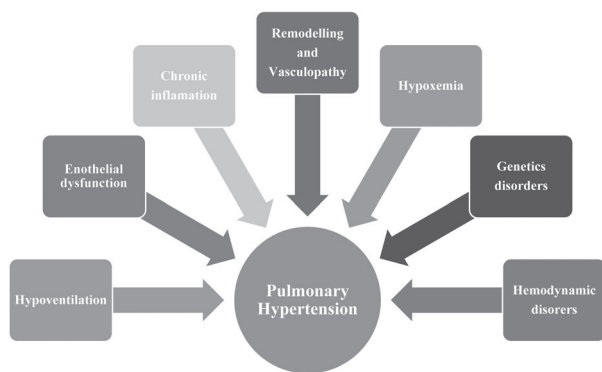 Remodelling
and
Vasculopathy
Chronic
inflamation
Hypoxemia
Enothelial
dysfunction
Genetics
disorders
Hypoventilation
Pulmonary
Hypertension
Hemodynamic
disorers